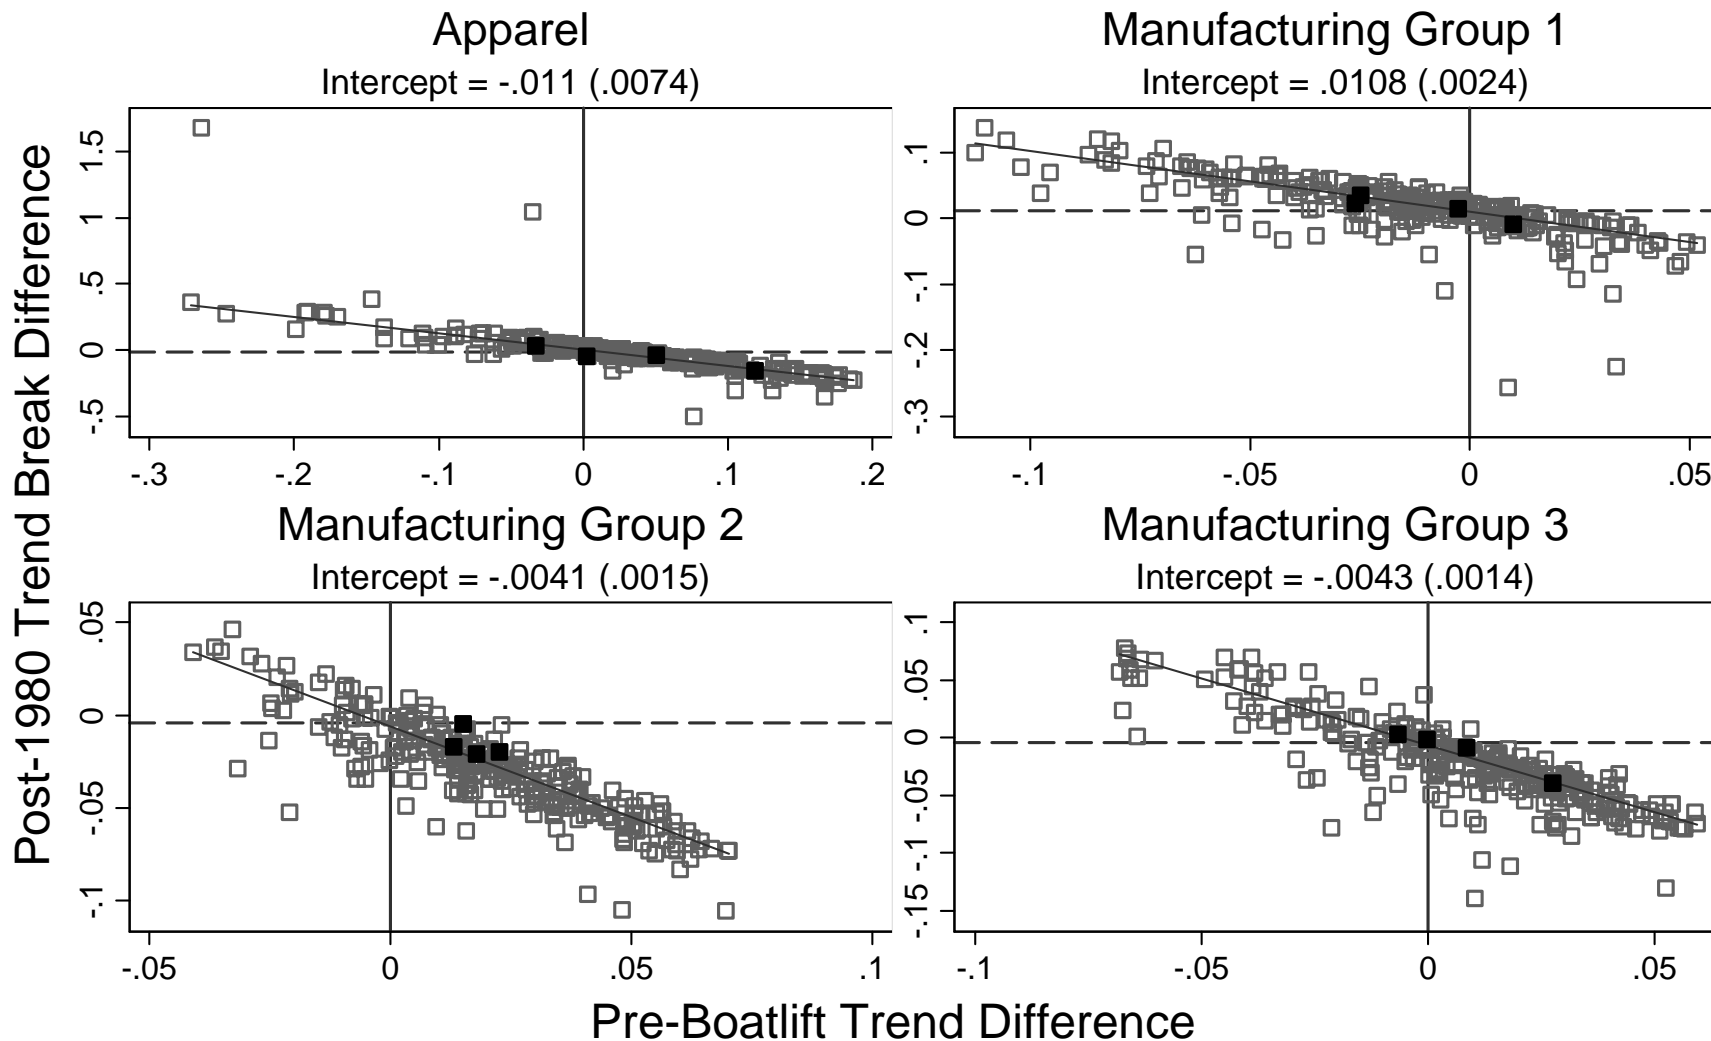 Apparel
Intercept = -.011 (.0074)
Manufacturing Group 1
Intercept = .0108 (.0024)
Post-1980 Trend Break Difference
1.5
1
.5
0
-.5
-.3 -.2 -.1 0 .1 .2
.1
0
-.1
-.2
-.3
-.1 -.05 0 .05
Manufacturing Group 2
Intercept = -.0041 (.0015)
Manufacturing Group 3
Intercept = -.0043 (.0014)
.05
0
-.05
-.1
-.05 0 .05 .1
.1
.05
0
-.05
-.1
-.15
-.1 -.05 0 .05
Pre-Boatlift Trend Difference